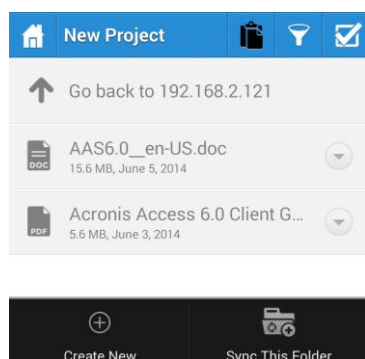 New Project
Go back to 192.168.2.121
AAS6.0__en-US.doc
DOC
15.6 MB, June 5, 2014
Acronis Access 6.0 Client G...
PDF
5.6 MB, June 3, 2014
Create New
Sync This Folder